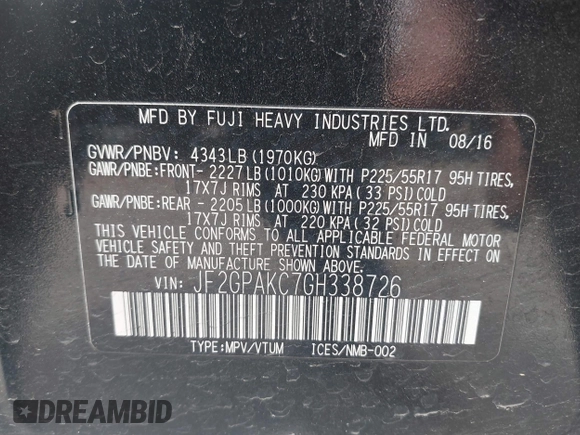 MFD BY FUJI HEAVY INDUSTRIES LTD.
MFD IN 08/16
GVWR/PNBV: 4343LB (1970KG)
GAWR/PNBE:FRONT- 2227LB (1010KG) WITH P225/55R17 95H TIRES,
17X7J RIMS AT 230 KPA (33 PSI) COLD
GAWR/PNBE:REAR - 2205LB (1000KG) WITH P225/55R17 95H TIRES,
17X7J RIMS AT 220 KPA (32 PSI) COLD
THIS VEHICLE CONFORMS TO ALL APPLICABLE FEDERAL MOTOR
VEHICLE SAFETY AND THEFT PREVENTION STANDARDS IN EFFECT
ON THE DATE OF MANUFACTURE SHOWN ABOVE.
VIN: JF2GPAKC7GH338726
TYPE:MPV/VTUM ICES/NMB-002
DREAMBID